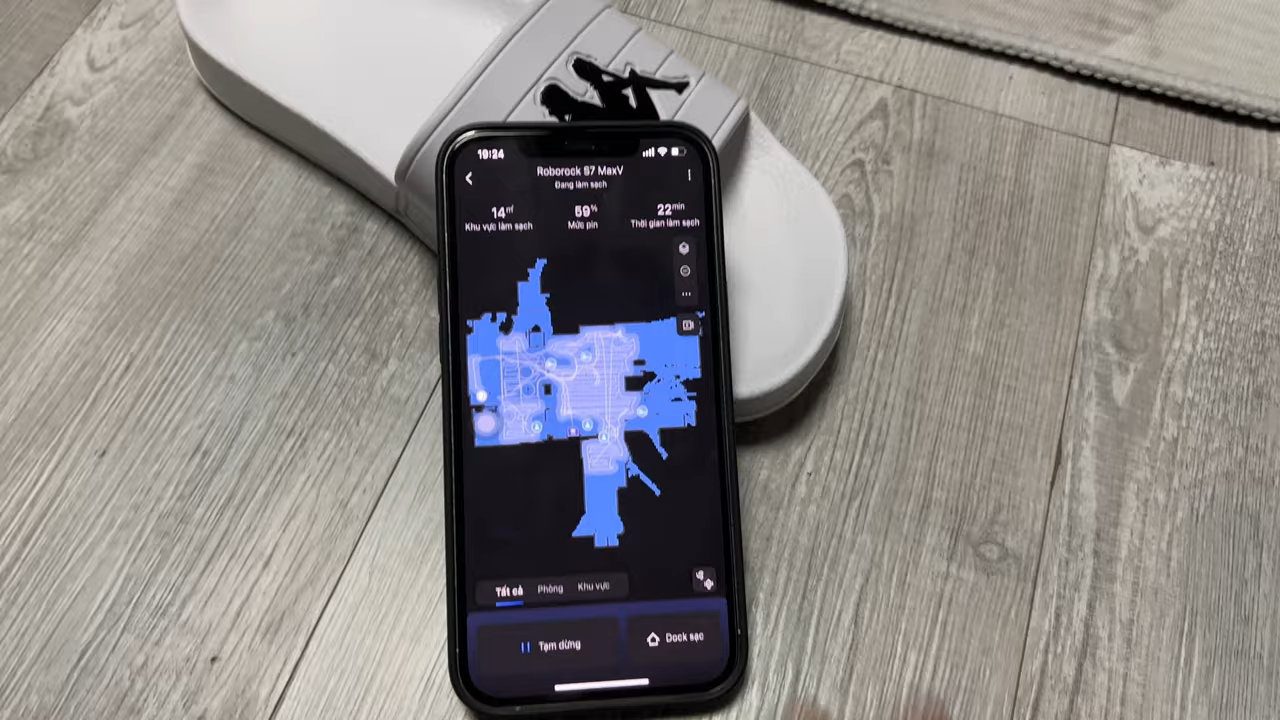 19:24
Roborock S7 MaxV
Đang làm sạch
14㎡ 59% 22min
Khu vực làm sạch Mức pin Thời gian làm sạch
Tất cả Phòng Khu vực
Tạm dừng Dock sạc